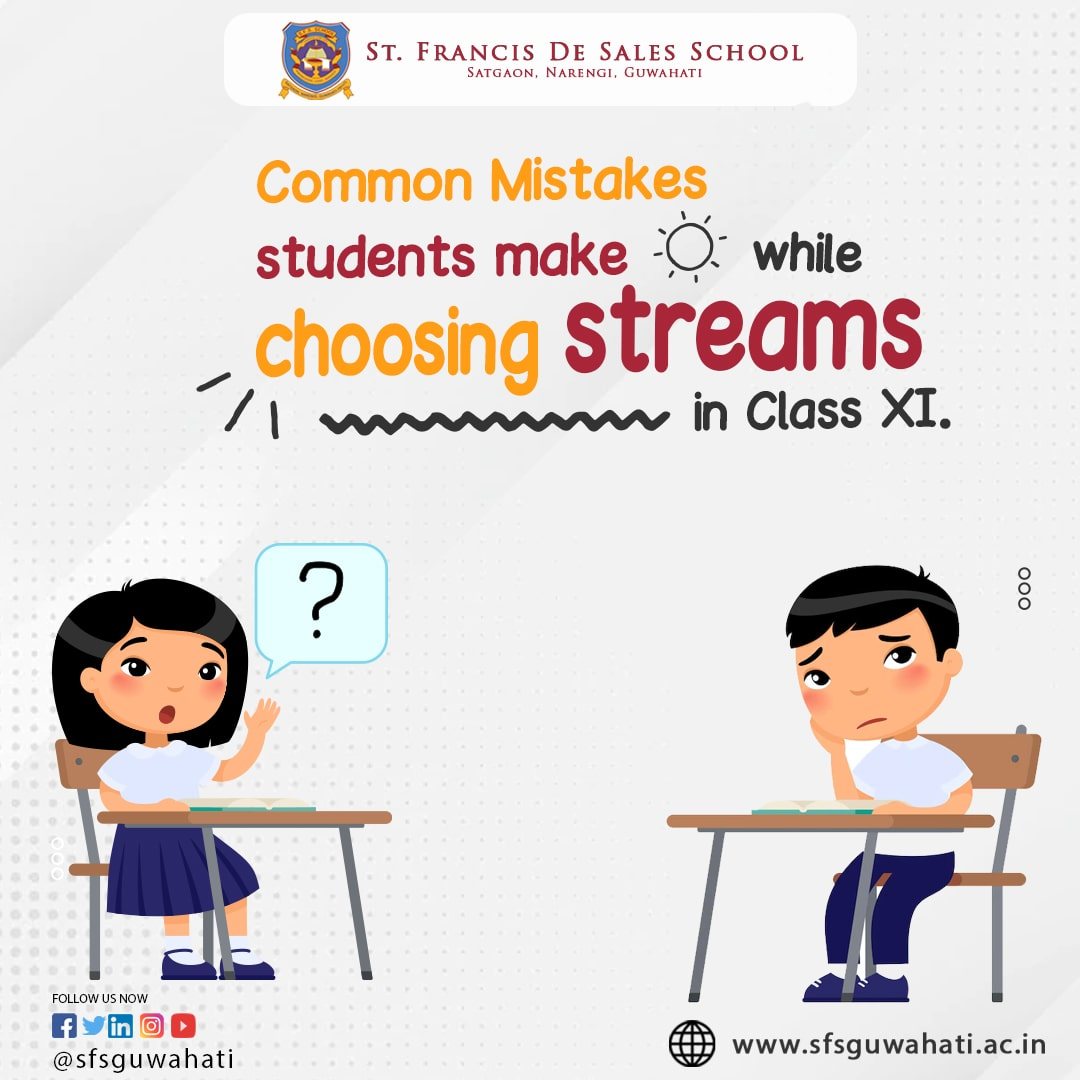 St. Francis De Sales School
Satgaon, Narengi, Guwahati
Common Mistakes
students make while
choosing streams
in Class XI.
?
FOLLOW US NOW
@sfsguwahati
www.sfsguwahati.ac.in